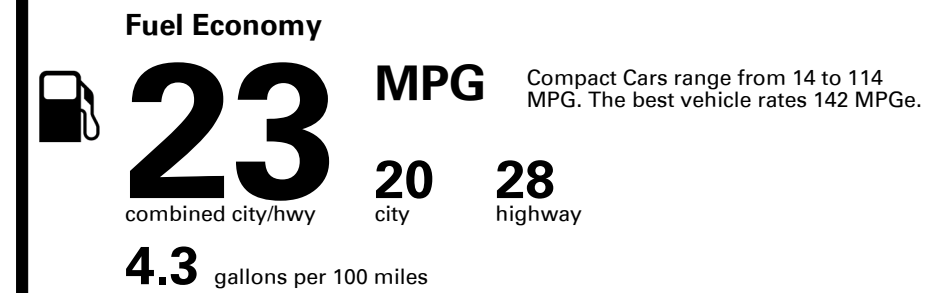 Fuel Economy
23 MPG
Compact Cars range from 14 to 114
MPG. The best vehicle rates 142 MPGe.
20 28
combined city/hwy city highway
4.3 gallons per 100 miles